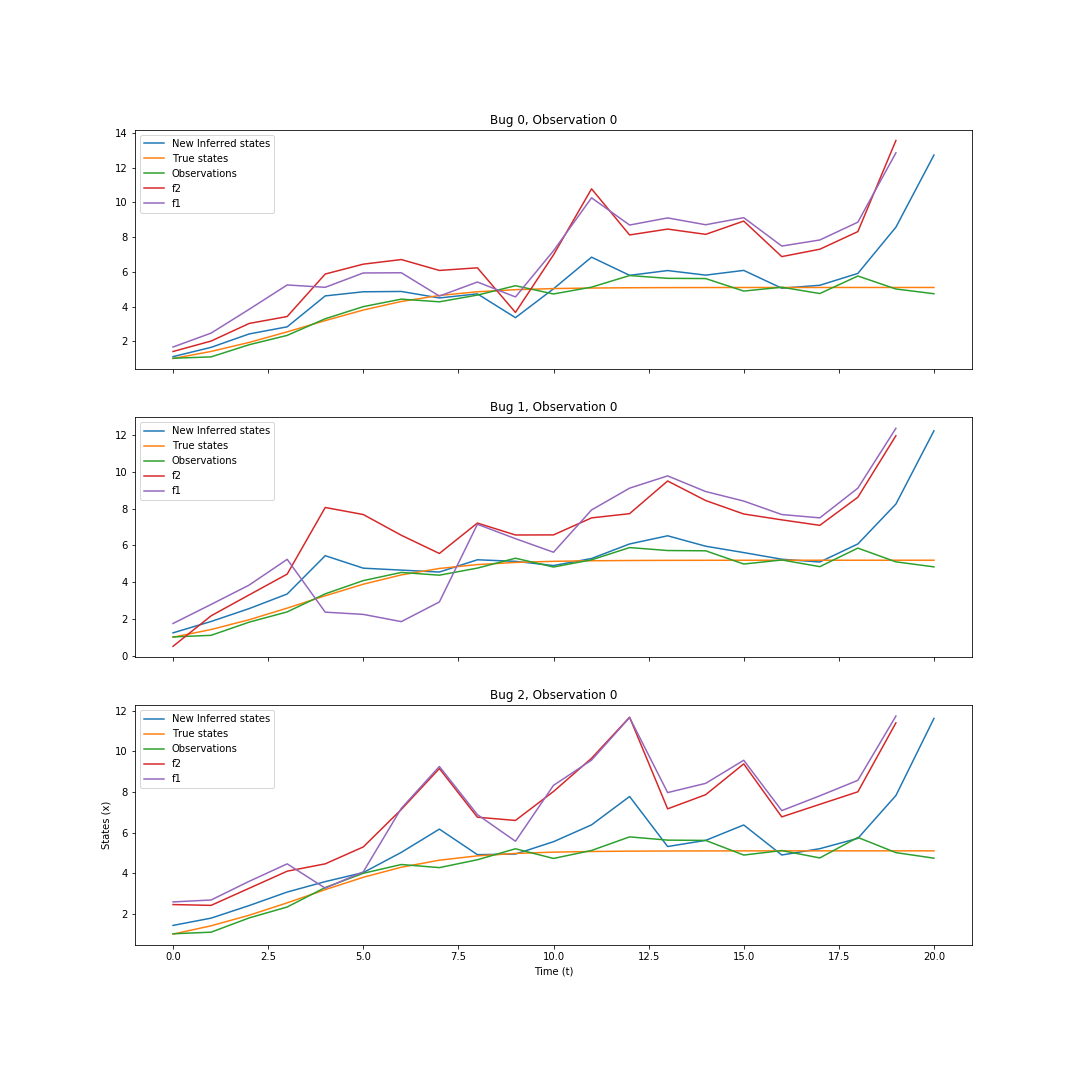 Bug 0, Observation 0
14
12
10
8
6
4
2
New Inferred states
True states
Observations
f2
f1
Bug 1, Observation 0
12
10
8
6
4
2
0
New Inferred states
True states
Observations
f2
f1
Bug 2, Observation 0
12
10
8
6
4
2
New Inferred states
True states
Observations
f2
f1
States (x)
0.0 2.5 5.0 7.5 10.0 12.5 15.0 17.5 20.0
Time (t)